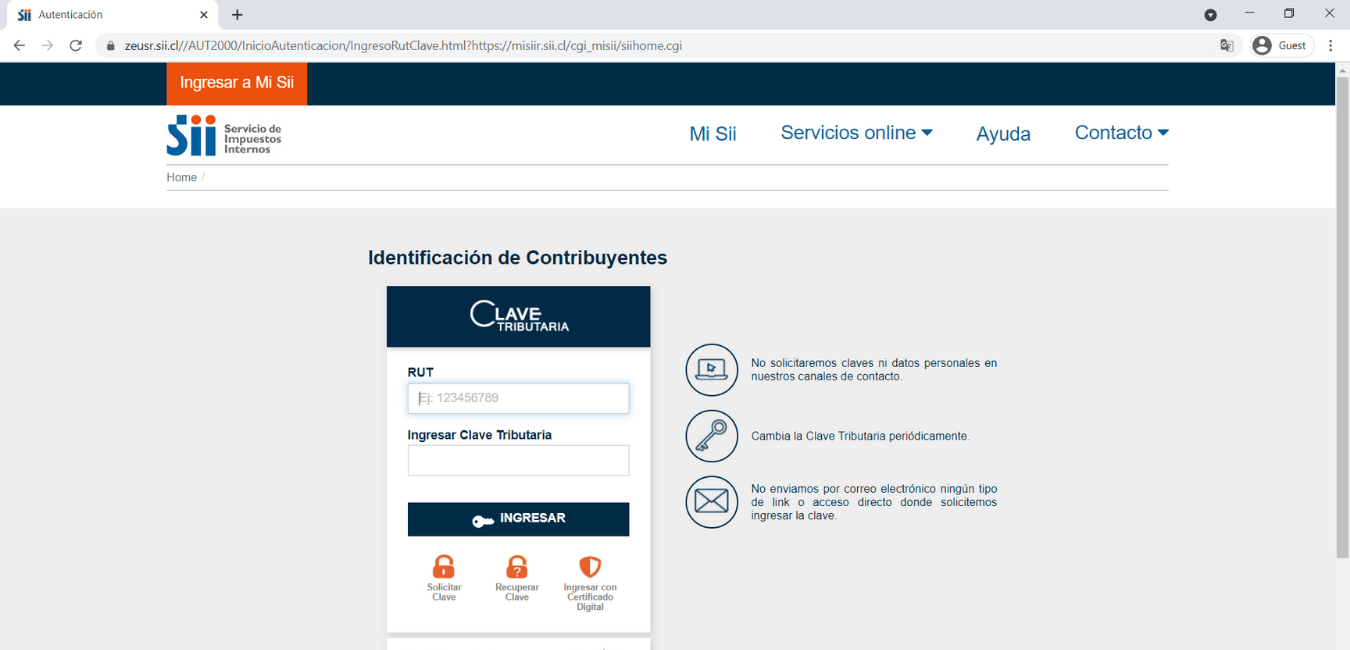 Autenticación
zeusr.sii.cl//AUT2000/InicioAutenticacion/IngresoRutClave.html?https://misiir.sii.cl/cgi_misii/siihome.cgi
Guest
Ingresar a Mi Sii
Sii
Servicio de
Impuestos
Internos
Mi Sii
Servicios online
Ayuda
Contacto
Home /
Identificación de Contribuyentes
CLAVE
TRIBUTARIA
RUT
Ej: 123456789
Ingresar Clave Tributaria
INGRESAR
Solicitar
Clave
Recuperar
Clave
Ingresar con
Certificado
Digital
No solicitaremos claves ni datos personales en
nuestros canales de contacto.
Cambia la Clave Tributaria periódicamente.
No enviamos por correo electrónico ningún tipo
de link o acceso directo donde solicitemos
ingresar la clave.